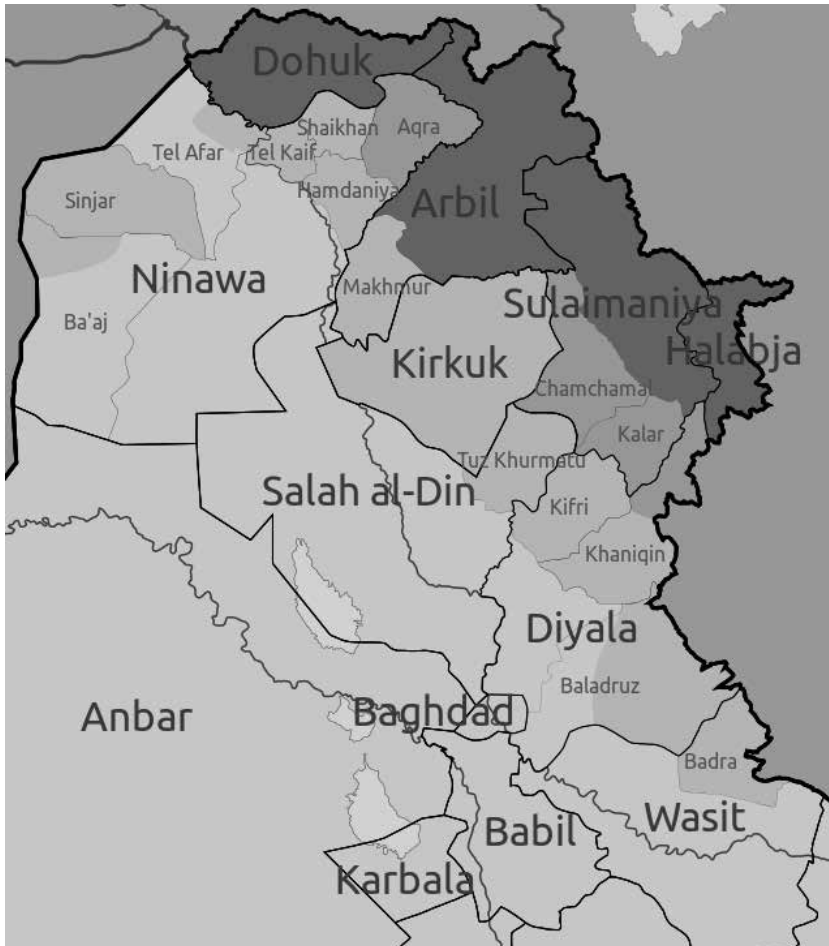 Dohuk
Shaikhan
Aqra
Tel Afar
Tel Kaif
Hamdaniya
Sinjar
Arbil
Ninawa
Makhmur
Sulaimaniya
Ba'aj
Kirkuk
Halabja
Chamchamal
Kalar
Tuz Khurmatu
Salah al-Din
Kifri
Khaniqin
Diyala
Baladruz
Anbar
Baghdad
Badra
Wasit
Babil
Karbala